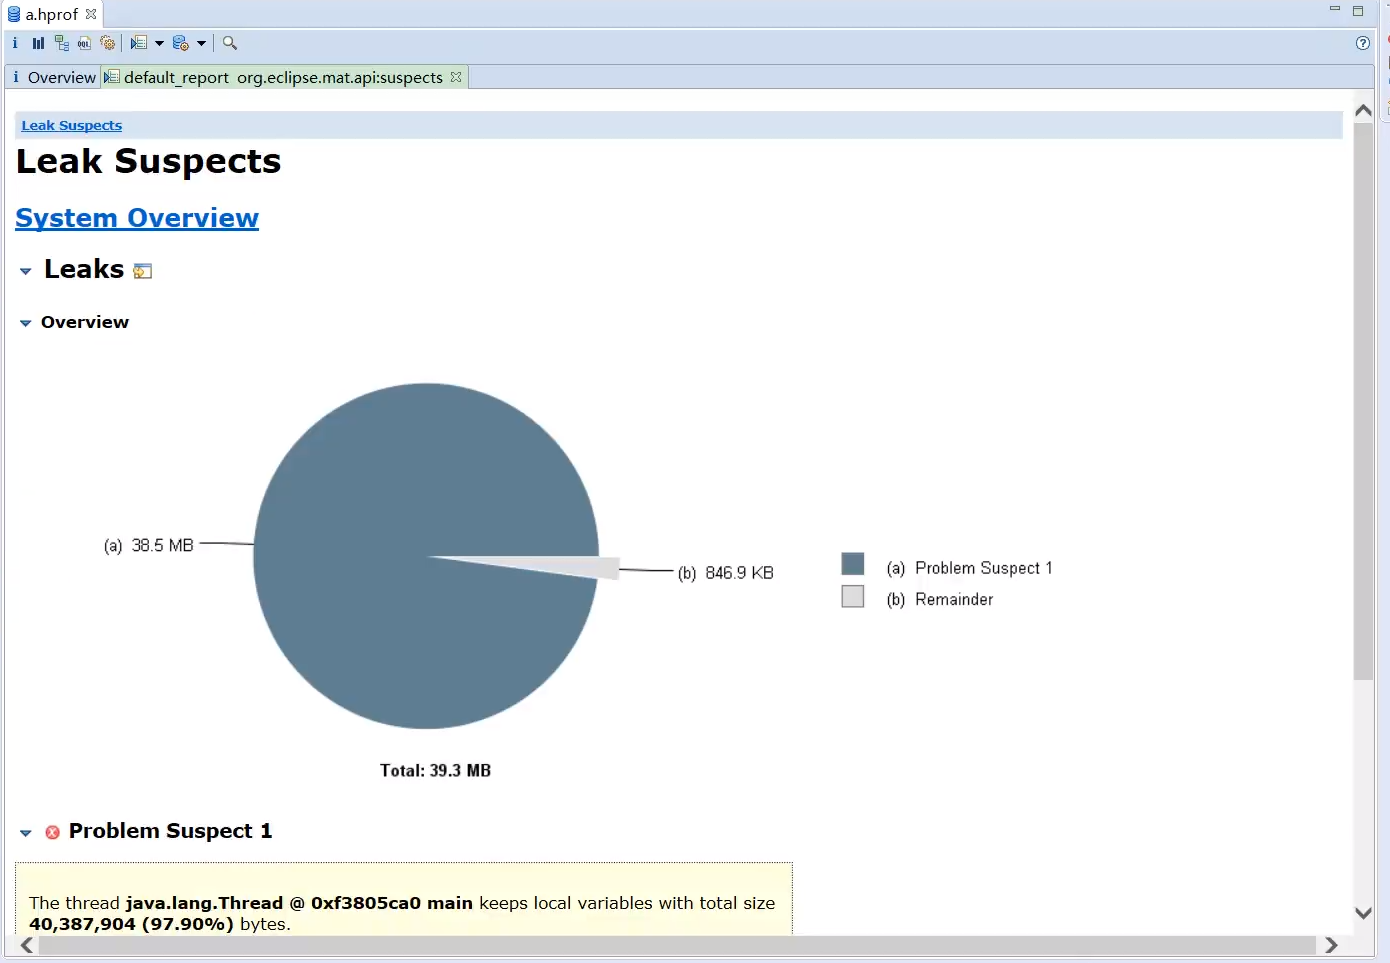 a.hprof
i Overview default_report org.eclipse.mat.api:suspects
Leak Suspects
Leak Suspects
System Overview
Leaks
Overview
(a) 38.5 MB
(b) 846.9 KB
(a) Problem Suspect 1
(b) Remainder
Total: 39.3 MB
Problem Suspect 1
The thread java.lang.Thread @ 0xf3805ca0 main keeps local variables with total size
40,387,904 (97.90%) bytes.